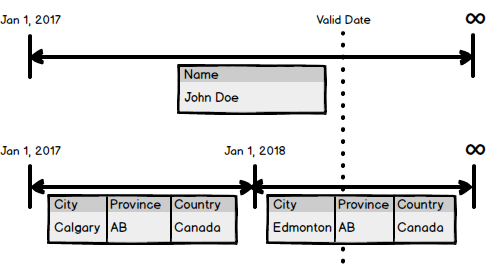 Jan 1, 2017 Valid Date ∞
Name
John Doe
Jan 1, 2017 Jan 1, 2018 ∞
City Province Country City Province Country
Calgary AB Canada Edmonton AB Canada